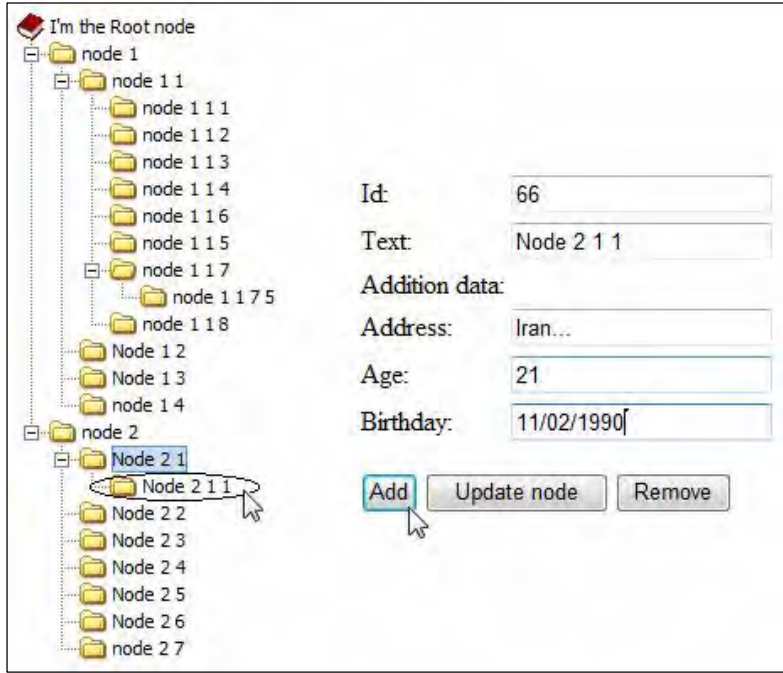 I'm the Root node
node 1
node 1 1
node 1 1 1
node 1 1 2
node 1 1 3
node 1 1 4
node 1 1 6
node 1 1 5
node 1 1 7
node 1 1 7 5
node 1 1 8
Node 1 2
Node 1 3
node 1 4
node 2
Node 2 1
Node 2 1 1
Node 2 2
Node 2 3
Node 2 4
Node 2 5
Node 2 6
node 2 7
Id: 66
Text: Node 2 1 1
Addition data:
Address: Iran...
Age: 21
Birthday: 11/02/1990
Add Update node Remove